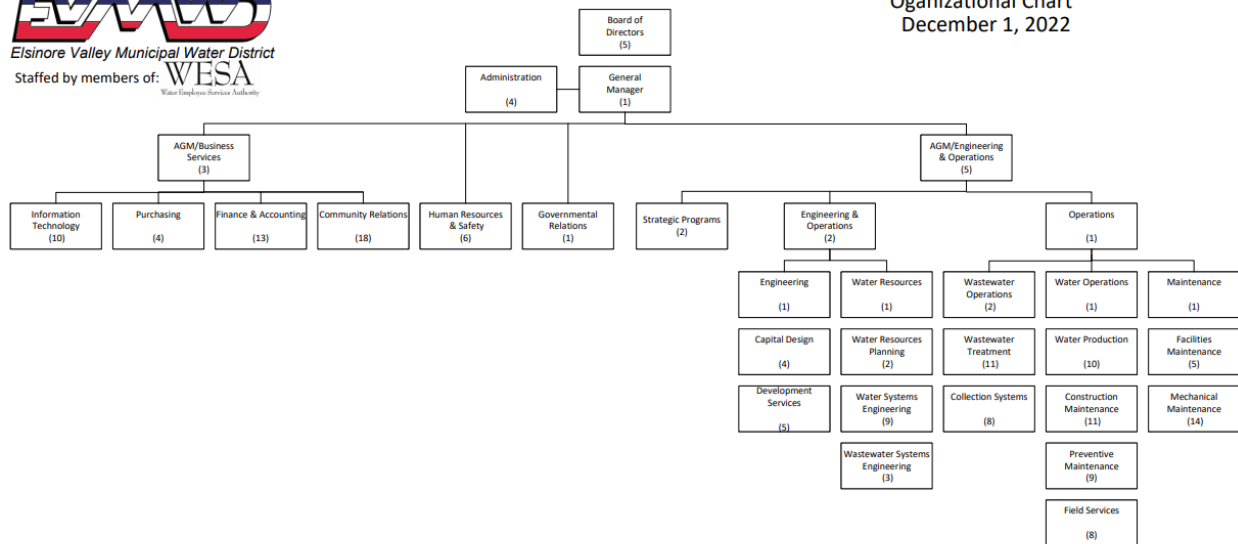 EVMWD
Oganizational Chart
December 1, 2022
Elsinore Valley Municipal Water District
Staffed by members of: WESA
Water Employee Services Authority
Board of
Directors
(5)
Administration
(4)
General
Manager
(1)
AGM/Business
Services
(3)
AGM/Engineering
& Operations
(5)
Information
Technology
(10)
Purchasing
(4)
Finance & Accounting
(13)
Community Relations
(18)
Human Resources
& Safety
(6)
Governmental
Relations
(1)
Strategic Programs
(2)
Engineering &
Operations
(2)
Operations
(1)
Engineering
(1)
Water Resources
(1)
Wastewater
Operations
(2)
Water Operations
(1)
Maintenance
(1)
Capital Design
(4)
Water Resources
Planning
(2)
Wastewater
Treatment
(11)
Water Production
(10)
Facilities
Maintenance
(5)
Development
Services
(5)
Water Systems
Engineering
(9)
Collection Systems
(8)
Construction
Maintenance
(11)
Mechanical
Maintenance
(14)
Wastewater Systems
Engineering
(3)
Preventive
Maintenance
(9)
Field Services
(8)